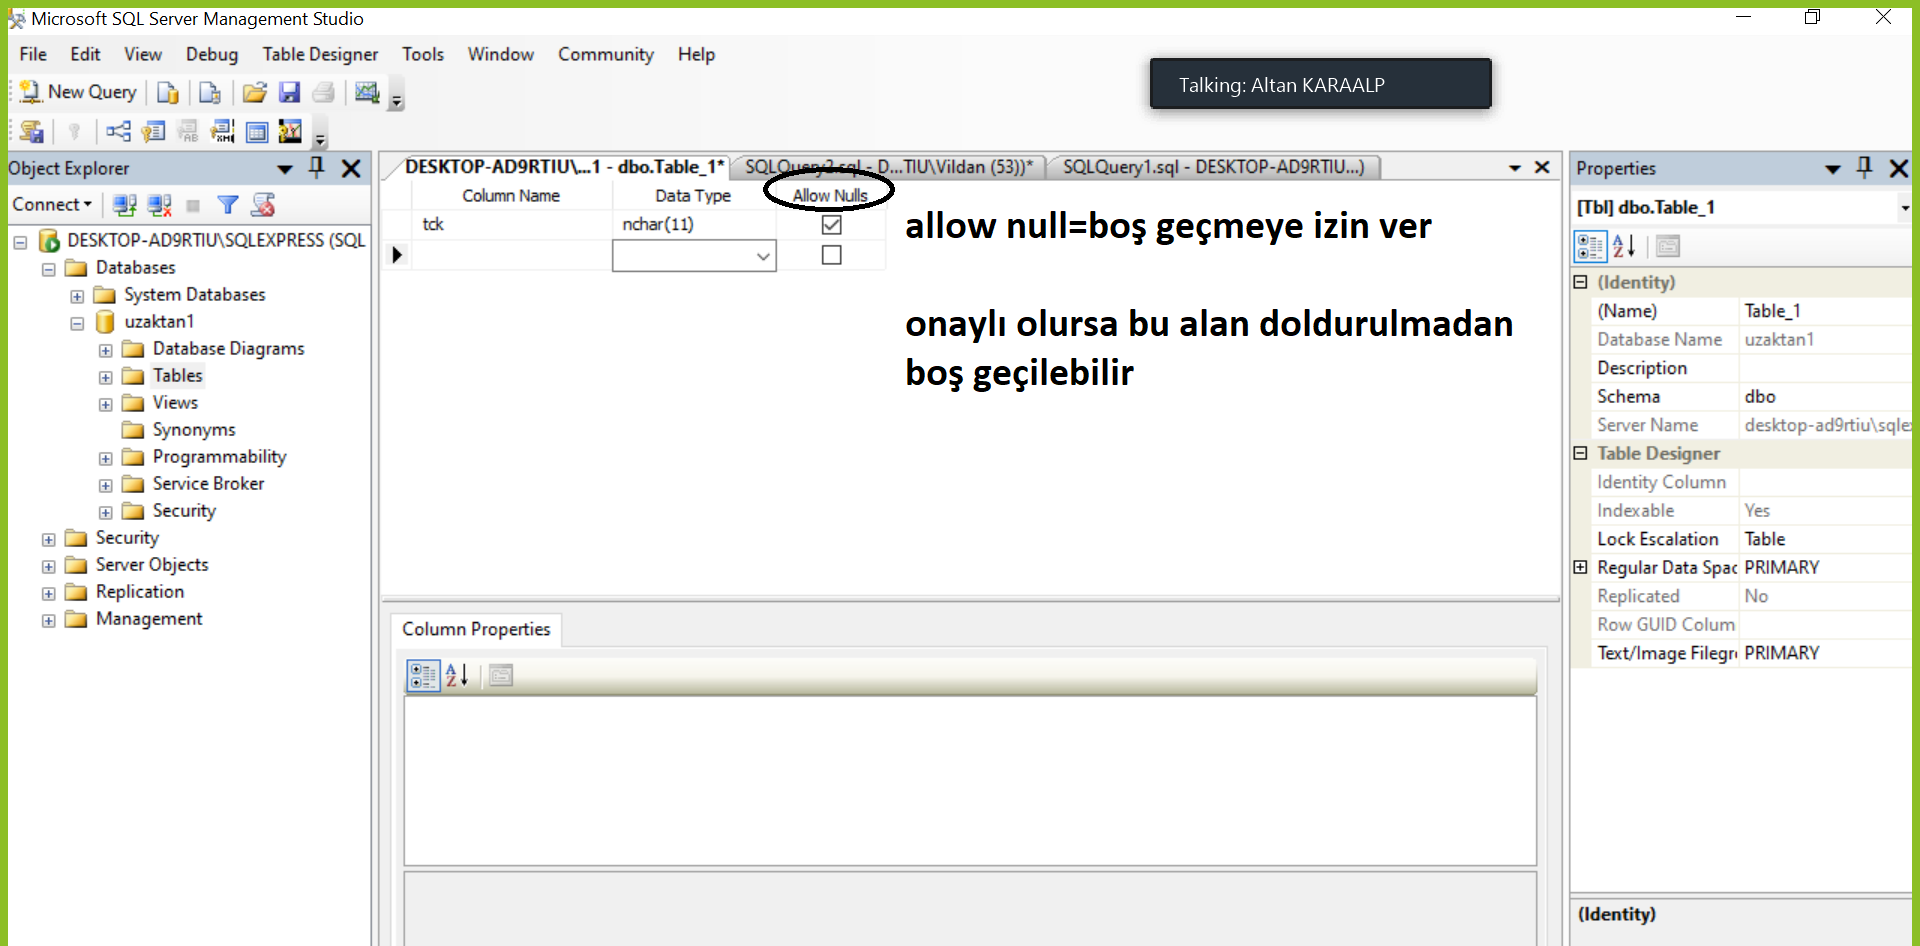 Microsoft SQL Server Management Studio
File Edit View Debug Table Designer Tools Window Community Help
Talking: Altan KARAALP
New Query
Object Explorer
Connect
DESKTOP-AD9RTIU\SQLEXPRESS (SQL
Databases
System Databases
uzaktan1
Database Diagrams
Tables
Views
Synonyms
Programmability
Service Broker
Security
Security
Server Objects
Replication
Management
DESKTOP-AD9RTIU\...1 - dbo.Table_1* SQLQuery2.sql - D...TIU\Vildan (53))* SQLQuery1.sql - DESKTOP-AD9RTIU...)
Column Name Data Type Allow Nulls
tck nchar(11)
allow null=boş geçmeye izin ver
onaylı olursa bu alan doldurulmadan
boş geçilebilir
Column Properties
Properties
[Tbl] dbo.Table_1
(Identity)
(Name) Table_1
Database Name uzaktan1
Description
Schema dbo
Server Name desktop-ad9rtiu\sqle
Table Designer
Identity Column
Indexable Yes
Lock Escalation Table
Regular Data Spac PRIMARY
Replicated No
Row GUID Colum
Text/Image Filegr PRIMARY
(Identity)